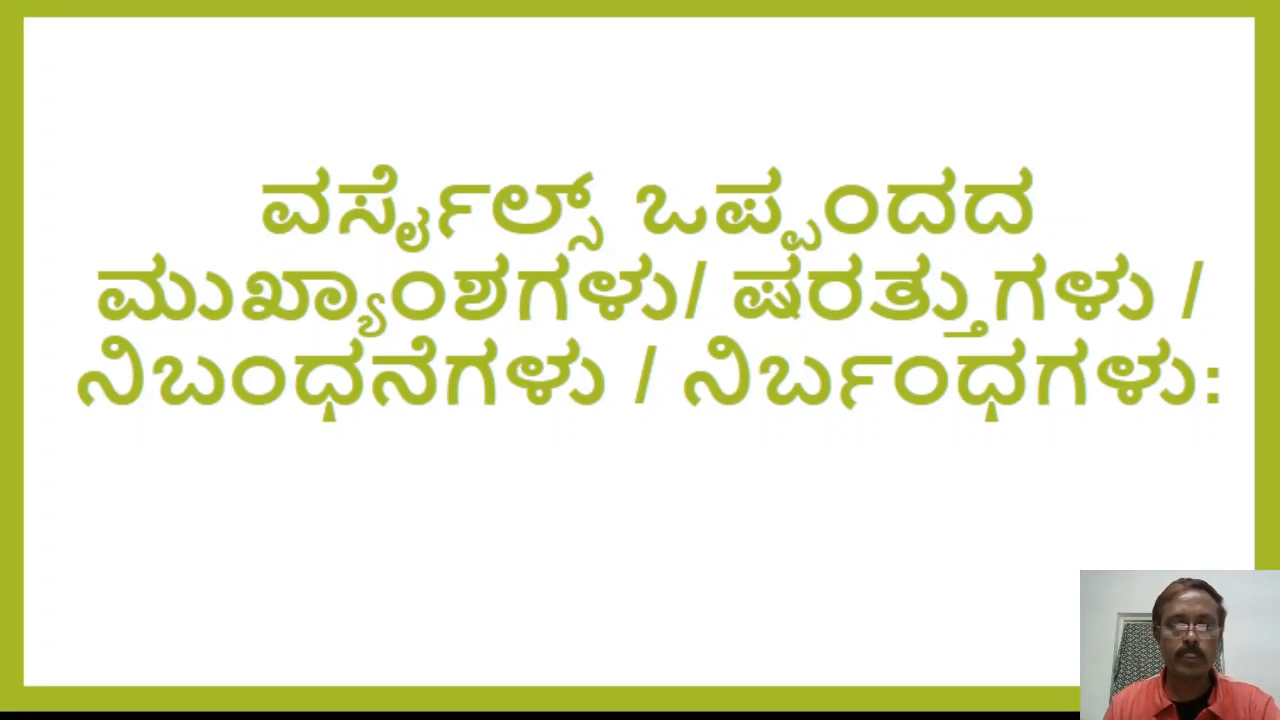 ವರ್ಸೈಲ್ಸ್ ಒಪ್ಪಂದದ
ಮುಖ್ಯಾಂಶಗಳು/ ಷರತ್ತುಗಳು /
ನಿಬಂಧನೆಗಳು / ನಿರ್ಬಂಧಗಳು: